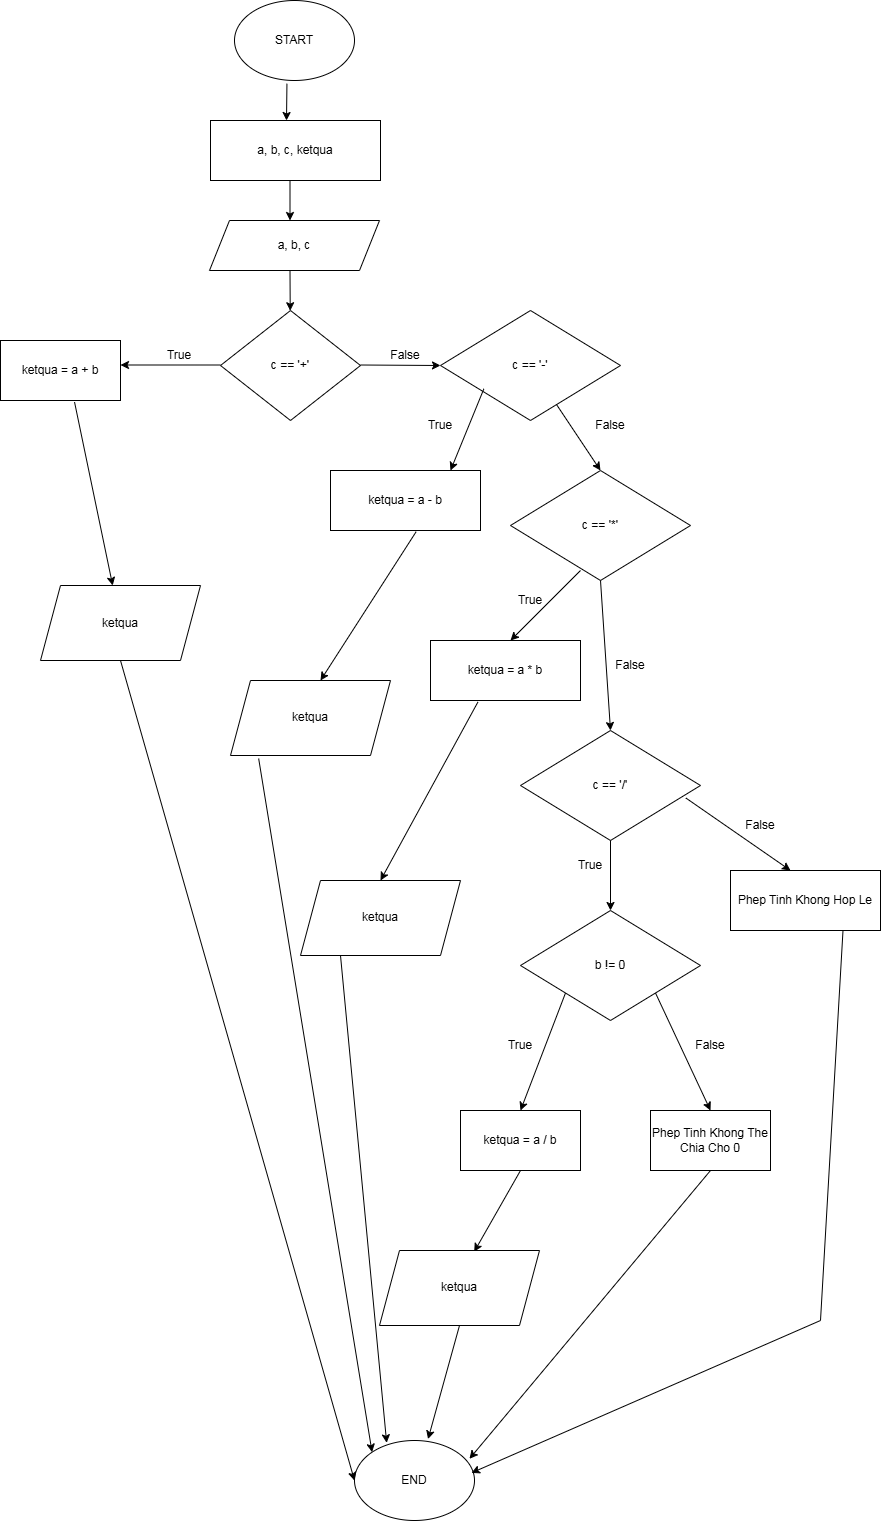 START
a, b, c, ketqua
a, b, c
c == '+'
True
False
ketqua = a + b
c == '-'
True
False
ketqua = a - b
c == '*'
ketqua
True
ketqua = a * b
False
ketqua
c == '/'
False
True
Phep Tinh Khong Hop Le
ketqua
b != 0
True
False
ketqua = a / b
Phep Tinh Khong The
Chia Cho 0
ketqua
END